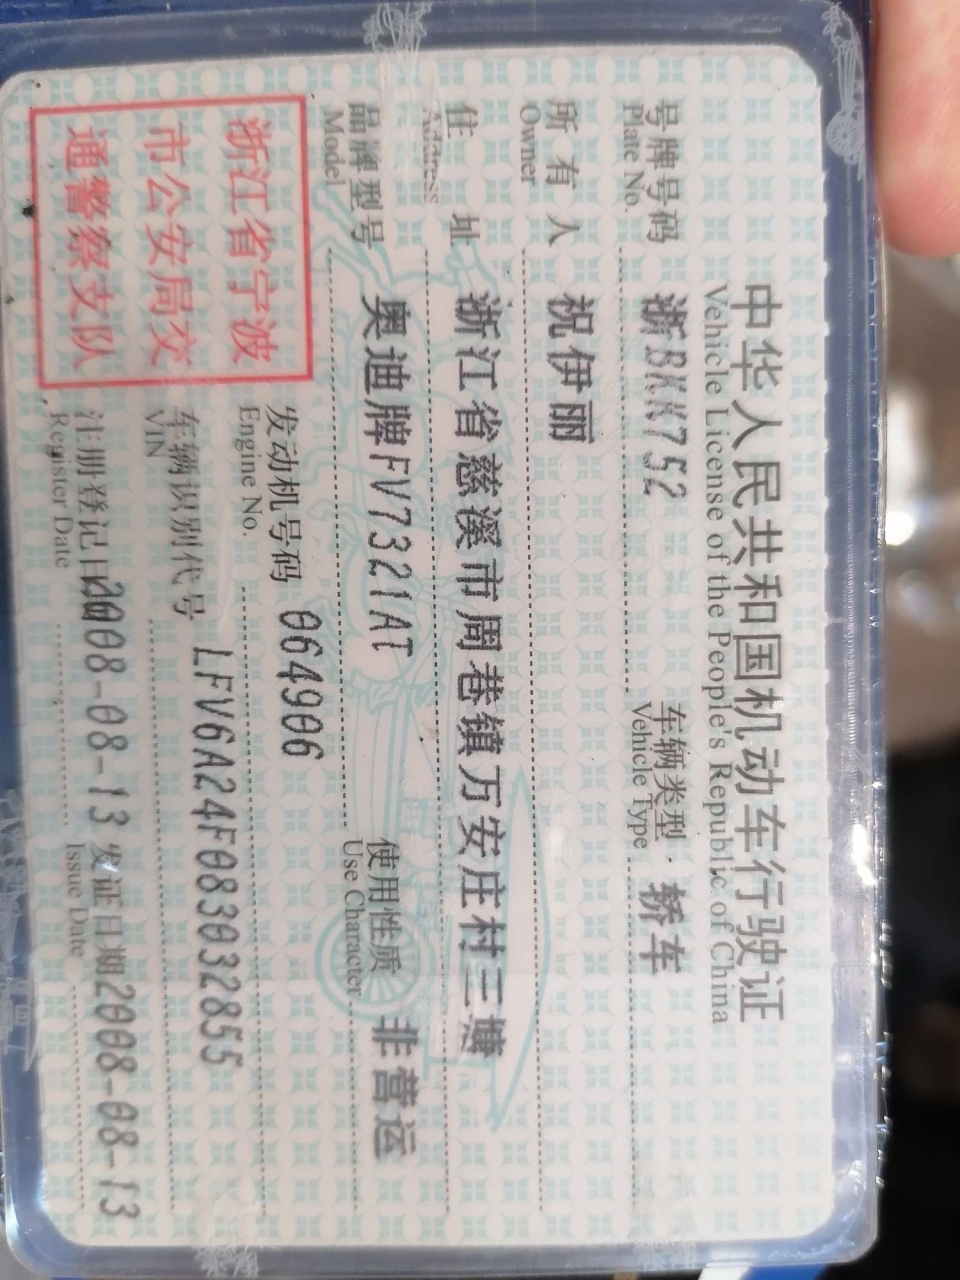 中华人民共和国机动车行驶证
Vehicle License of the People's Republic of China
号牌号码 浙BKK752 车辆类型 轿车
Plate No. Vehicle Type
所有人 祝伊丽
Owner
住址 浙江省慈溪市周巷镇万安庄村三塘
Address
品牌型号 奥迪牌FV7321AT 使用性质 非营运
Model Use Character
浙江省宁波
市公安局交
通警察支队
发动机号码 064906
Engine No.
车辆识别代号 LFV6A24F083032855
VIN
注册登记日期 2008-08-13 发证日期 2008-08-13
Register Date Issue Date